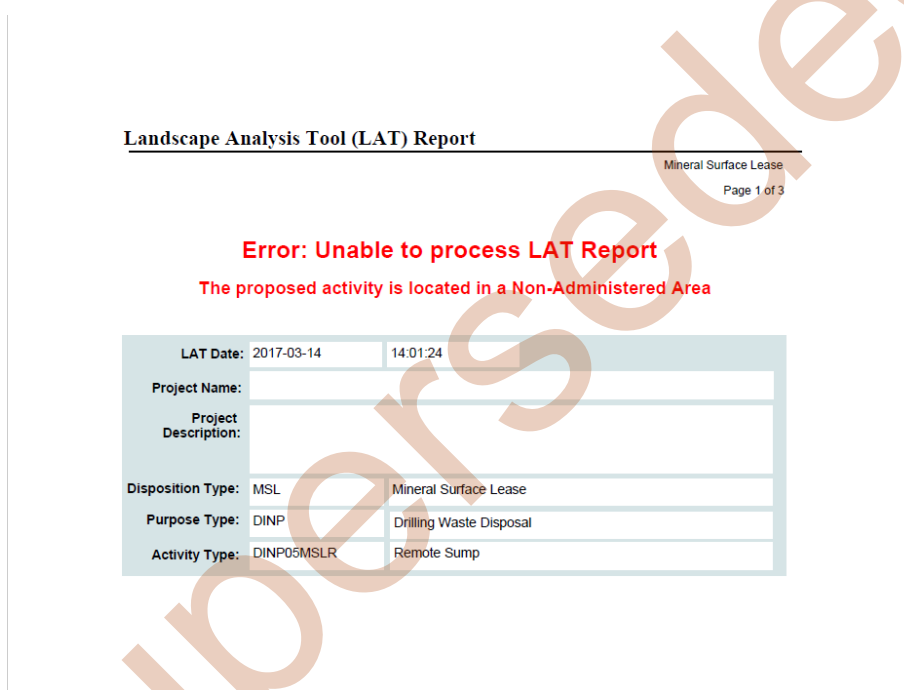 Landscape Analysis Tool (LAT) Report
Mineral Surface Lease
Page 1 of 3
Error: Unable to process LAT Report
The proposed activity is located in a Non-Administered Area
LAT Date: 2017-03-14 14:01:24
Project Name:
Project
Description:
Disposition Type: MSL Mineral Surface Lease
Purpose Type: DINP Drilling Waste Disposal
Activity Type: DINP05MSLR Remote Sump
upersede